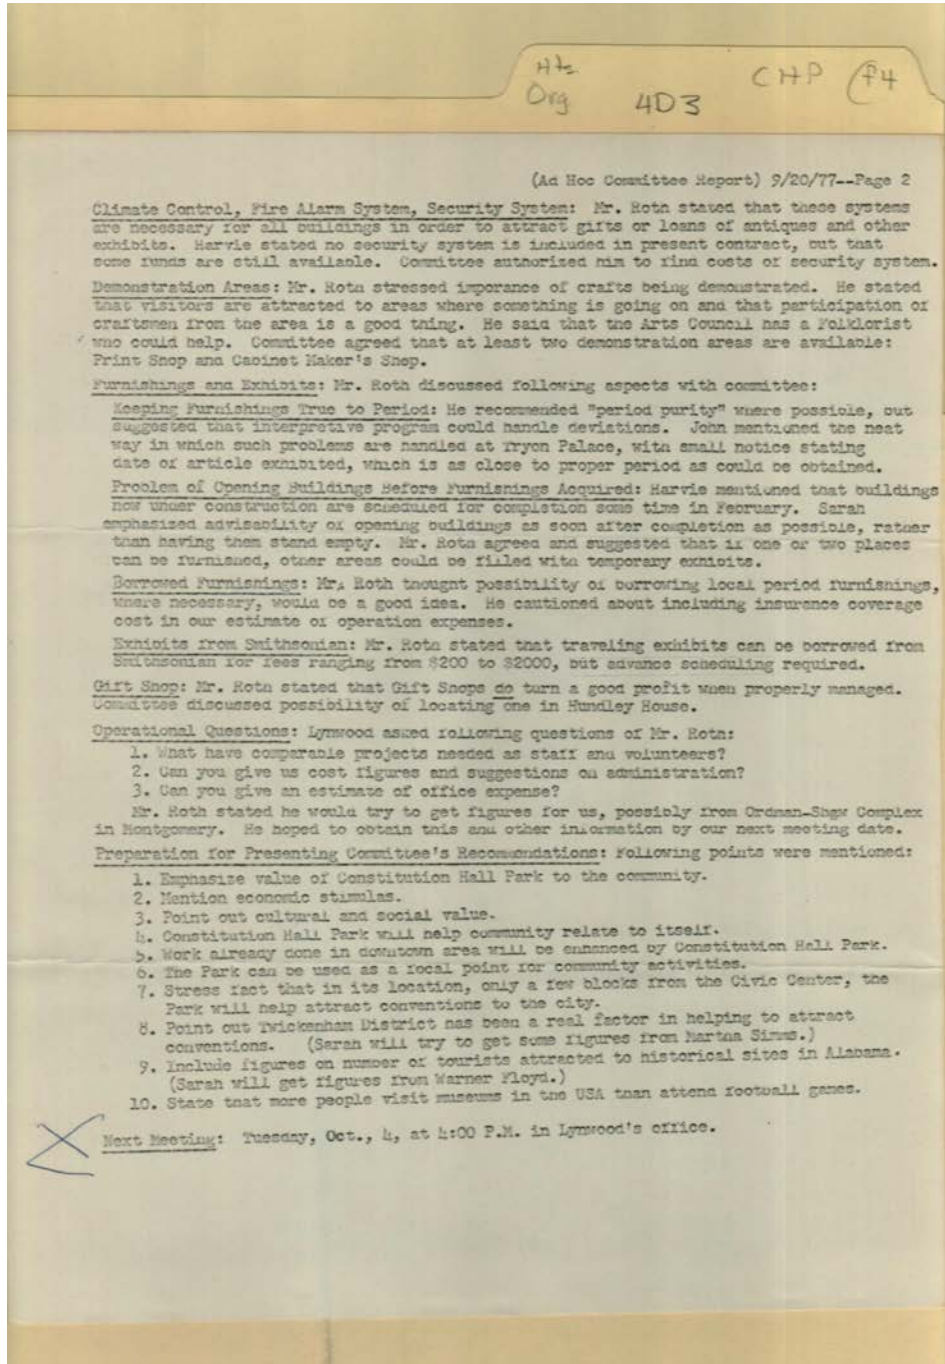 Hts.
Org
4D3
CHP
F4
(Ad Hoc Committee Report) 9/20/77--Page 2
Climate Control, Fire Alarm System, Security System: Mr. Roth stated that these systems
are necessary for all buildings in order to attract gifts or loans of antiques and other
exhibits. Harvie stated no security system is included in present contract, but that
some funds are still available. Committee authorized him to find costs of security system.
Demonstration Areas: Mr. Roth stressed imporance of crafts being demonstrated. He stated
that visitors are attracted to areas where something is going on and that participation of
craftsmen from the area is a good thing. He said that the Arts Council has a Folklorist
who could help. Committee agreed that at least two demonstration areas are available:
Print Shop and Cabinet Maker's Shop.
Furnishings and Exhibits: Mr. Roth discussed following aspects with committee:
Keeping Furnishings True to Period: He recommended "period purity" where possible, but
suggested that interpretive program could handle deviations. John mentioned the neat
way in which such problems are handled at Tryon Palace, with small notice stating
date of article exhibited, which is as close to proper period as could be obtained.
Problem of Opening Buildings Before Furnishings Acquired: Harvie mentioned that buildings
now under construction are scheduled for completion some time in February. Sarah
emphasized advisability of opening buildings as soon after completion as possible, rather
than having them stand empty. Mr. Roth agreed and suggested that if one or two places
can be furnished, other areas could be filled with temporary exhibits.
Borrowed Furnishings: Mr. Roth thought possibility of borrowing local period furnishings,
where necessary, would be a good idea. He cautioned about including insurance coverage
cost in our estimate of operation expenses.
Exhibits from Smithsonian: Mr. Roth stated that traveling exhibits can be borrowed from
Smithsonian for fees ranging from $200 to $2000, but advance scheduling required.
Gift Shop: Mr. Roth stated that Gift Shops do turn a good profit when properly managed.
Committee discussed possibility of locating one in Hundley House.
Operational Questions: Lynwood asked following questions of Mr. Roth:
1. What have comparable projects needed as staff and volunteers?
2. Can you give us cost figures and suggestions on administration?
3. Can you give an estimate of office expense?
Mr. Roth stated he would try to get figures for us, possibly from Ordman-Shaw Complex
in Montgomery. He hoped to obtain this and other information by our next meeting date.
Preparation for Presenting Committee's Recommendations: Following points were mentioned:
1. Emphasize value of Constitution Hall Park to the community.
2. Mention economic stimulas.
3. Point out cultural and social value.
4. Constitution Hall Park will help community relate to itself.
5. Work already done in downtown area will be enhanced by Constitution Hall Park.
6. The Park can be used as a focal point for community activities.
7. Stress fact that in its location, only a few blocks from the Civic Center, the
Park will help attract conventions to the city.
8. Point out Twickenham District has been a real factor in helping to attract
conventions. (Sarah will try to get some figures from Martha Simms.)
9. Include figures on number of tourists attracted to historical sites in Alabama.
(Sarah will get figures from Warner Floyd.)
10. State that more people visit museums in the USA than attend football games.
Next Meeting: Tuesday, Oct., 4, at 4:00 P.M. in Lynwood's office.